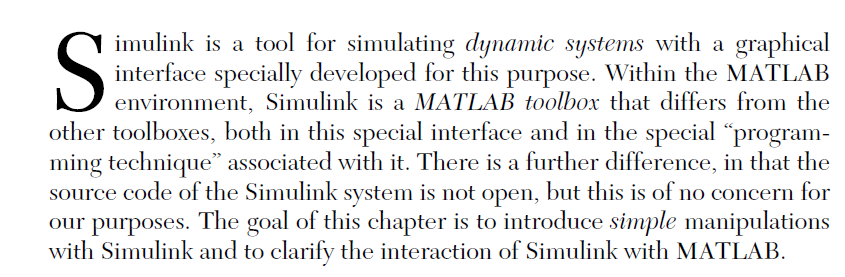 Simulink is a tool for simulating dynamic systems with a graphical
interface specially developed for this purpose. Within the MATLAB
environment, Simulink is a MATLAB toolbox that differs from the
other toolboxes, both in this special interface and in the special “program-
ming technique” associated with it. There is a further difference, in that the
source code of the Simulink system is not open, but this is of no concern for
our purposes. The goal of this chapter is to introduce simple manipulations
with Simulink and to clarify the interaction of Simulink with MATLAB.